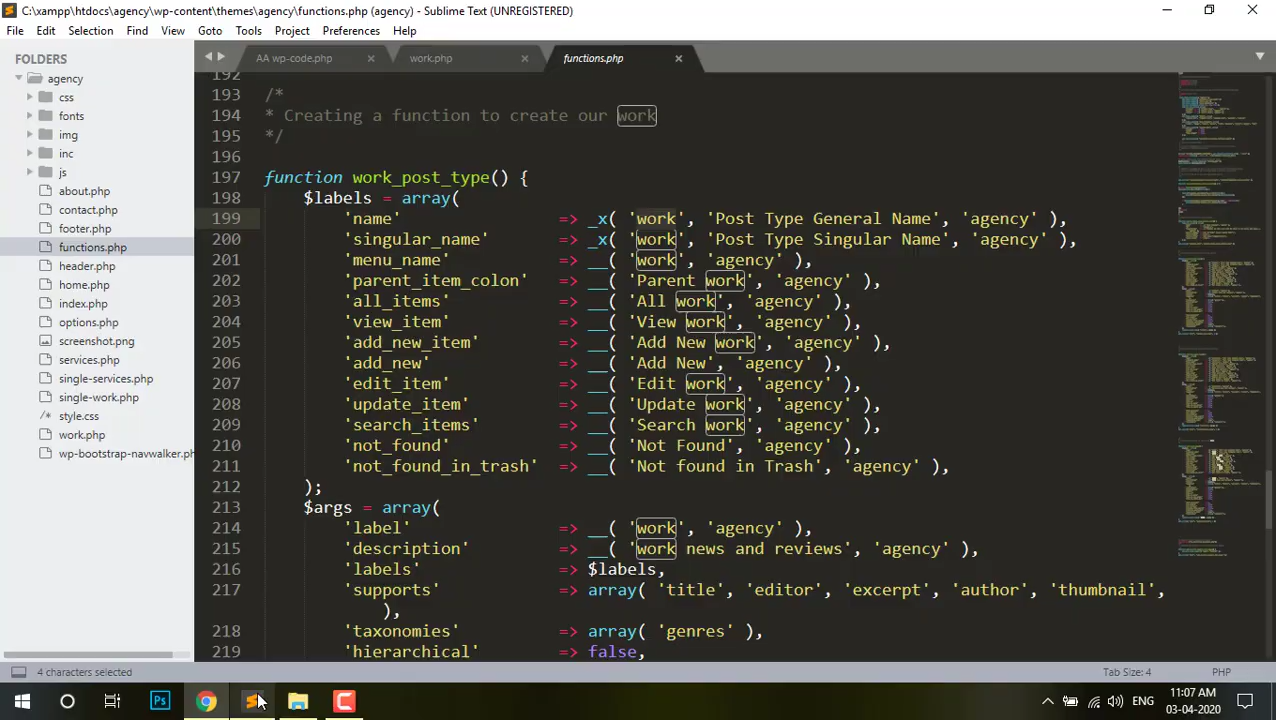 C:\xampp\htdocs\agency\wp-content\themes\agency\functions.php (agency) - Sublime Text (UNREGISTERED)
File Edit Selection Find View Goto Tools Project Preferences Help
FOLDERS
agency
css
fonts
img
inc
js
about.php
contact.php
footer.php
functions.php
header.php
home.php
index.php
options.php
screenshot.png
services.php
single-services.php
single-work.php
style.css
work.php
wp-bootstrap-navwalker.ph
AA wp-code.php work.php functions.php
192
193 /*
194 * Creating a function to create our work
195 */
196
197 function work_post_type() {
198 $labels = array(
199 'name' => _x( 'work', 'Post Type General Name', 'agency' ),
200 'singular_name' => _x( 'work', 'Post Type Singular Name', 'agency' ),
201 'menu_name' => __( 'work', 'agency' ),
202 'parent_item_colon' => __( 'Parent work', 'agency' ),
203 'all_items' => __( 'All work', 'agency' ),
204 'view_item' => __( 'View work', 'agency' ),
205 'add_new_item' => __( 'Add New work', 'agency' ),
206 'add_new' => __( 'Add New', 'agency' ),
207 'edit_item' => __( 'Edit work', 'agency' ),
208 'update_item' => __( 'Update work', 'agency' ),
209 'search_items' => __( 'Search work', 'agency' ),
210 'not_found' => __( 'Not Found', 'agency' ),
211 'not_found_in_trash' => __( 'Not found in Trash', 'agency' ),
212 );
213 $args = array(
214 'label' => __( 'work', 'agency' ),
215 'description' => __( 'work news and reviews', 'agency' ),
216 'labels' => $labels,
217 'supports' => array( 'title', 'editor', 'excerpt', 'author', 'thumbnail',
),
218 'taxonomies' => array( 'genres' ),
219 'hierarchical' => false,
4 characters selected Tab Size: 4 PHP
Ps ENG 11:07 AM
03-04-2020